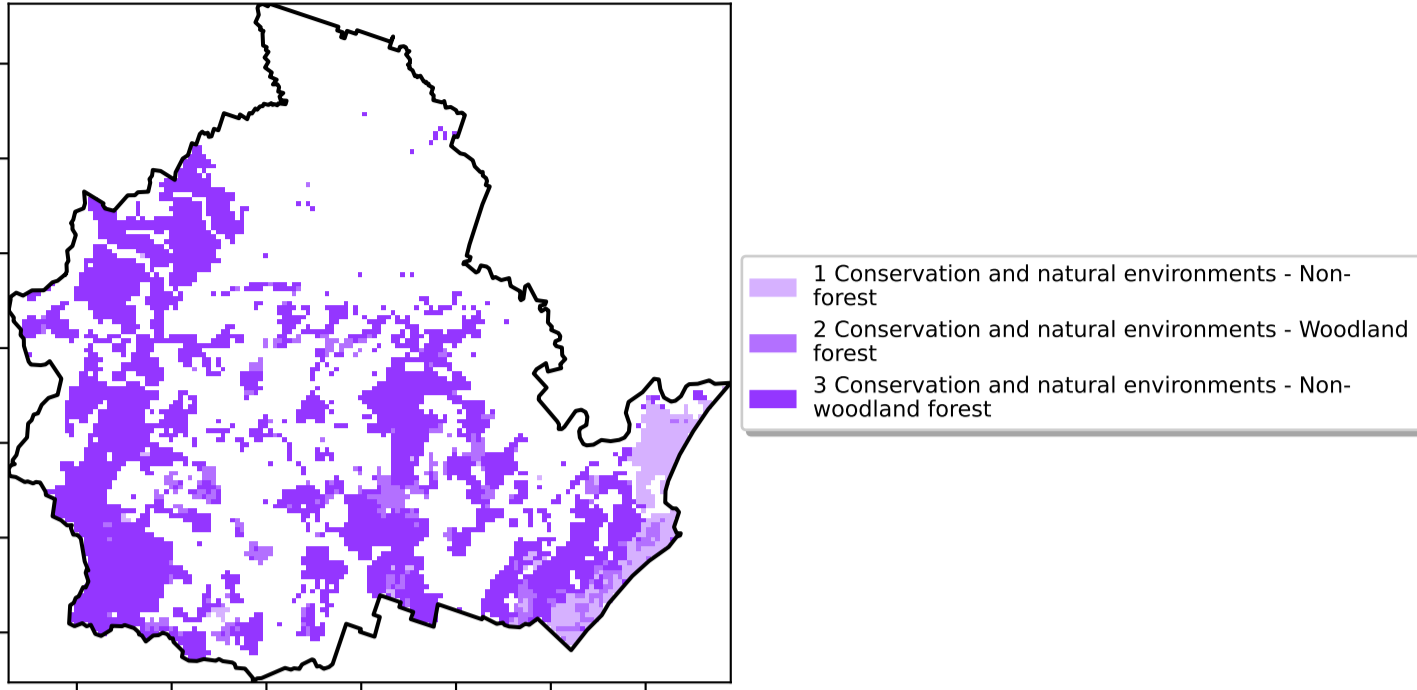 1 Conservation and natural environments - Non-
forest
2 Conservation and natural environments - Woodland
forest
3 Conservation and natural environments - Non-
woodland forest